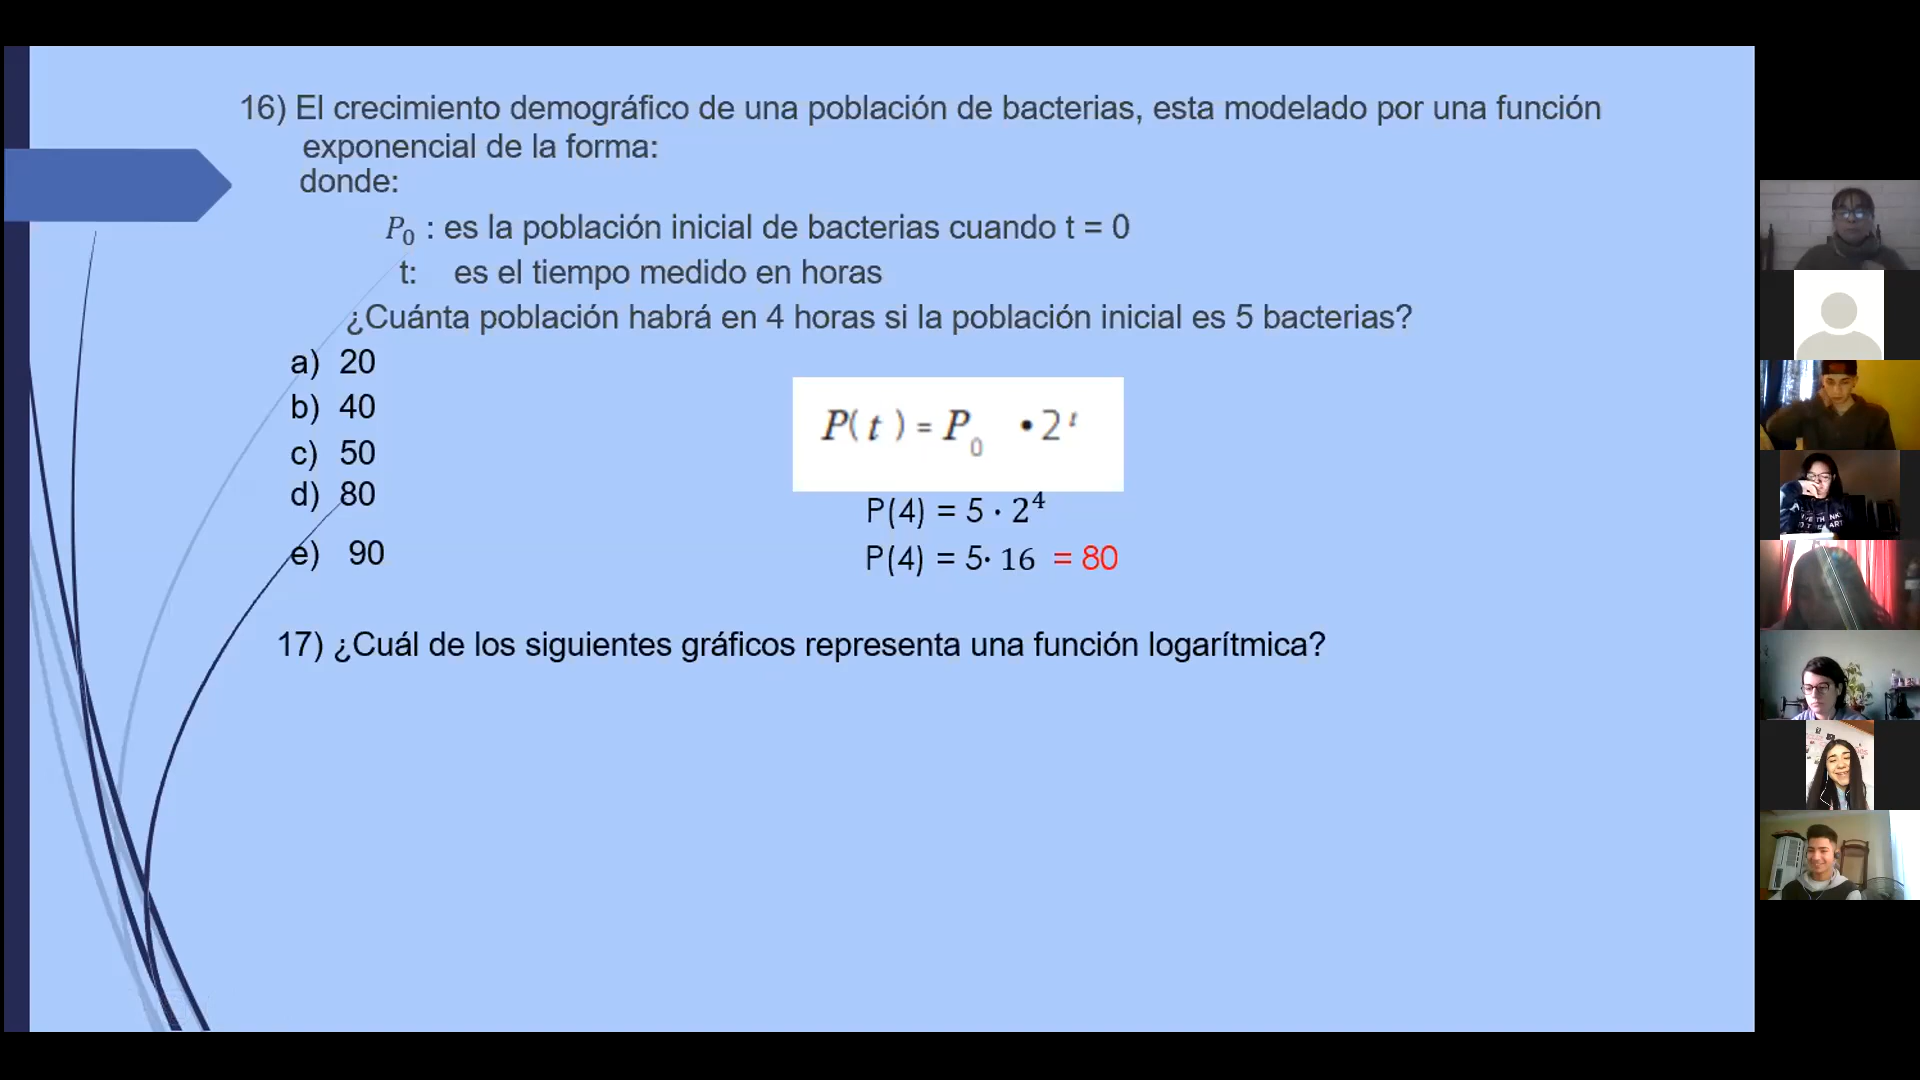 16) El crecimiento demográfico de una población de bacterias, esta modelado por una función
exponencial de la forma:
donde:
P₀ : es la población inicial de bacterias cuando t = 0
t: es el tiempo medido en horas
¿Cuánta población habrá en 4 horas si la población inicial es 5 bacterias?
a) 20
b) 40
c) 50
d) 80
e) 90
P( t ) = P₀ • 2ᵗ
P(4) = 5 · 2⁴
P(4) = 5· 16 = 80
17) ¿Cuál de los siguientes gráficos representa una función logarítmica?